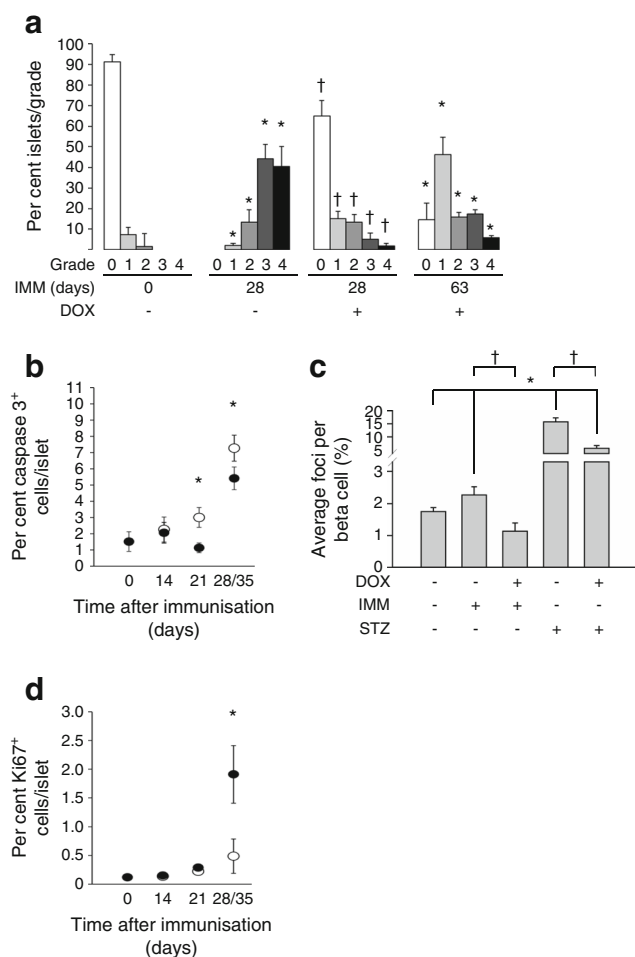 a
Per cent islets/grade
100
90
80
70
60
50
40
30
20
10
† * * * * † † † † † * * * * *
Grade 0 1 2 3 4 0 1 2 3 4 0 1 2 3 4 0 1 2 3 4
IMM (days) 0 28 28 63
DOX - - + +
b
Per cent caspase 3+
cells/islet
11
10
9
8
7
6
5
4
3
2
1
* *
0 14 21 28/35
Time after immunisation
(days)
c
Average foci per
beta cell (%)
† †
*
20
15
10
5
2
1
0
DOX - - + - +
IMM - + + - -
STZ - - - + +
d
Per cent Ki67+
cells/islet
3.0
2.5
2.0
1.5
1.0
0.5
0
*
0 14 21 28/35
Time after immunisation
(days)